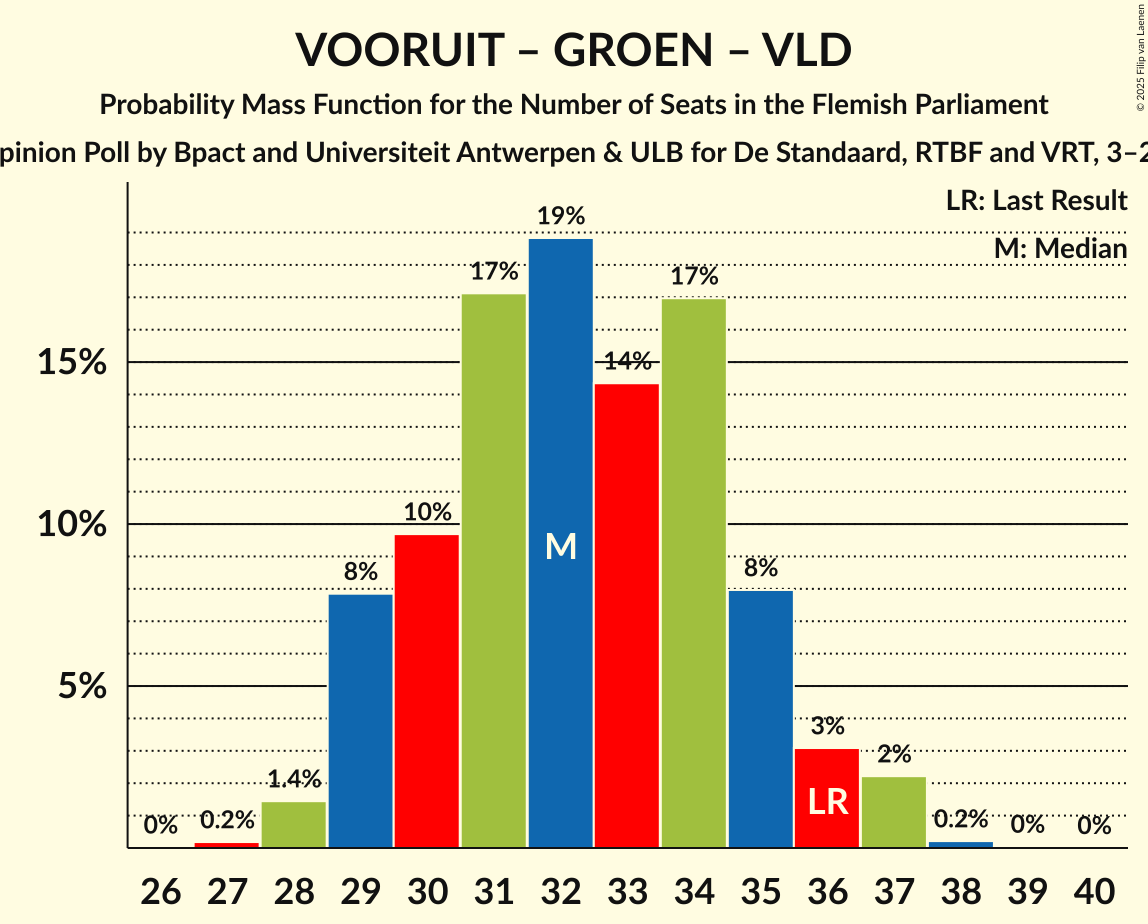 VOORUIT – GROEN – VLD
Probability Mass Function for the Number of Seats in the Flemish Parliament
pinion Poll by Bpact and Universiteit Antwerpen & ULB for De Standaard, RTBF and VRT, 3–2
© 2025 Filip van Laenen
LR: Last Result
M: Median
15%
10%
5%
0%
0.2%
1.4%
8%
10%
17%
19%
14%
17%
8%
3%
2%
0.2%
0%
0%
M
LR
26 27 28 29 30 31 32 33 34 35 36 37 38 39 40